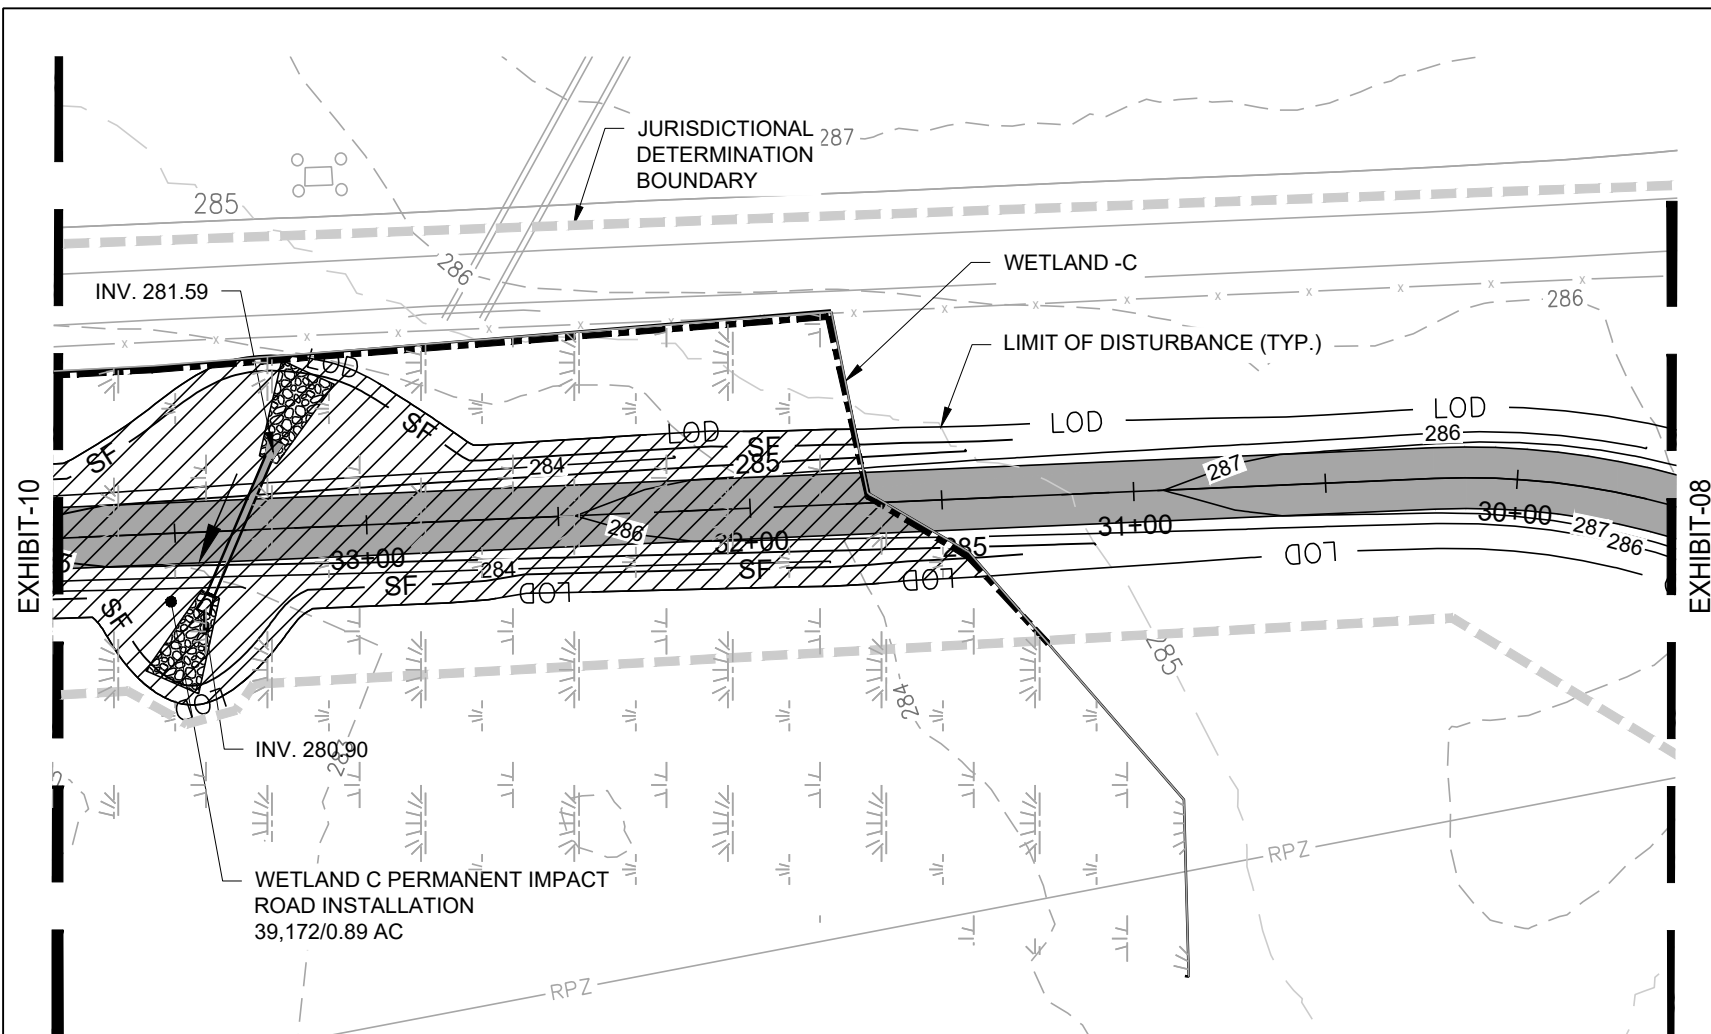 JURISDICTIONAL
DETERMINATION
BOUNDARY
287
285
286
WETLAND -C
INV. 281.59
286
LIMIT OF DISTURBANCE (TYP.)
LOD
LOD
LOD
LOD
SF
SF
SF
286
284
285
287
EXHIBIT-10
EXHIBIT-08
286
33+00
32+00
31+00
30+00
285
287
286
284
SF
SF
SF
LOD
LOD
LOD
LOD
285
284
INV. 280.90
WETLAND C PERMANENT IMPACT
ROAD INSTALLATION
39,172/0.89 AC
RPZ
RPZ